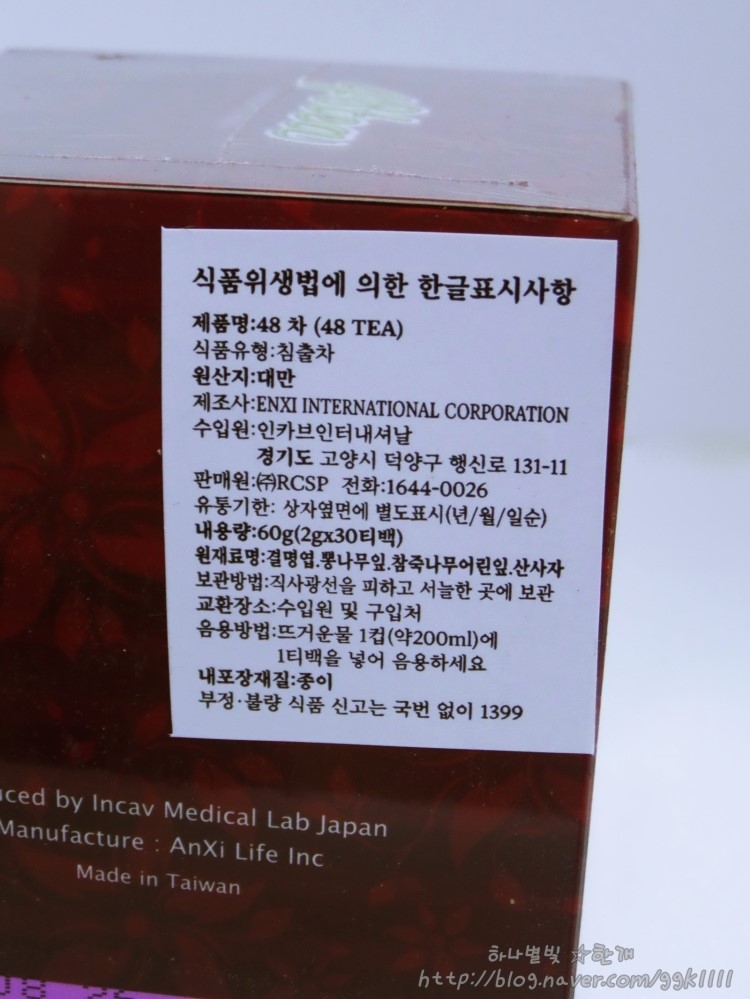 식품위생법에 의한 한글표시사항
제품명:48 차 (48 TEA)
식품유형:침출차
원산지:대만
제조사:ENXI INTERNATIONAL CORPORATION
수입원:인카브인터내셔날
경기도 고양시 덕양구 행신로 131-11
판매원:㈜RCSP 전화:1644-0026
유통기한: 상자옆면에 별도표시(년/월/일순)
내용량:60g(2gx30티백)
원재료명:결명엽.뽕나무잎.참죽나무어린잎.산사자
보관방법:직사광선을 피하고 서늘한 곳에 보관
교환장소:수입원 및 구입처
음용방법:뜨거운물 1컵(약200ml)에
1티백을 넣어 음용하세요
내포장재질:종이
부정·불량 식품 신고는 국번 없이 1399
uced by Incav Medical Lab Japan
Manufacture : AnXi Life Inc
Made in Taiwan
하나별빛 ☆한개
http://blog.naver.com/ggk1111